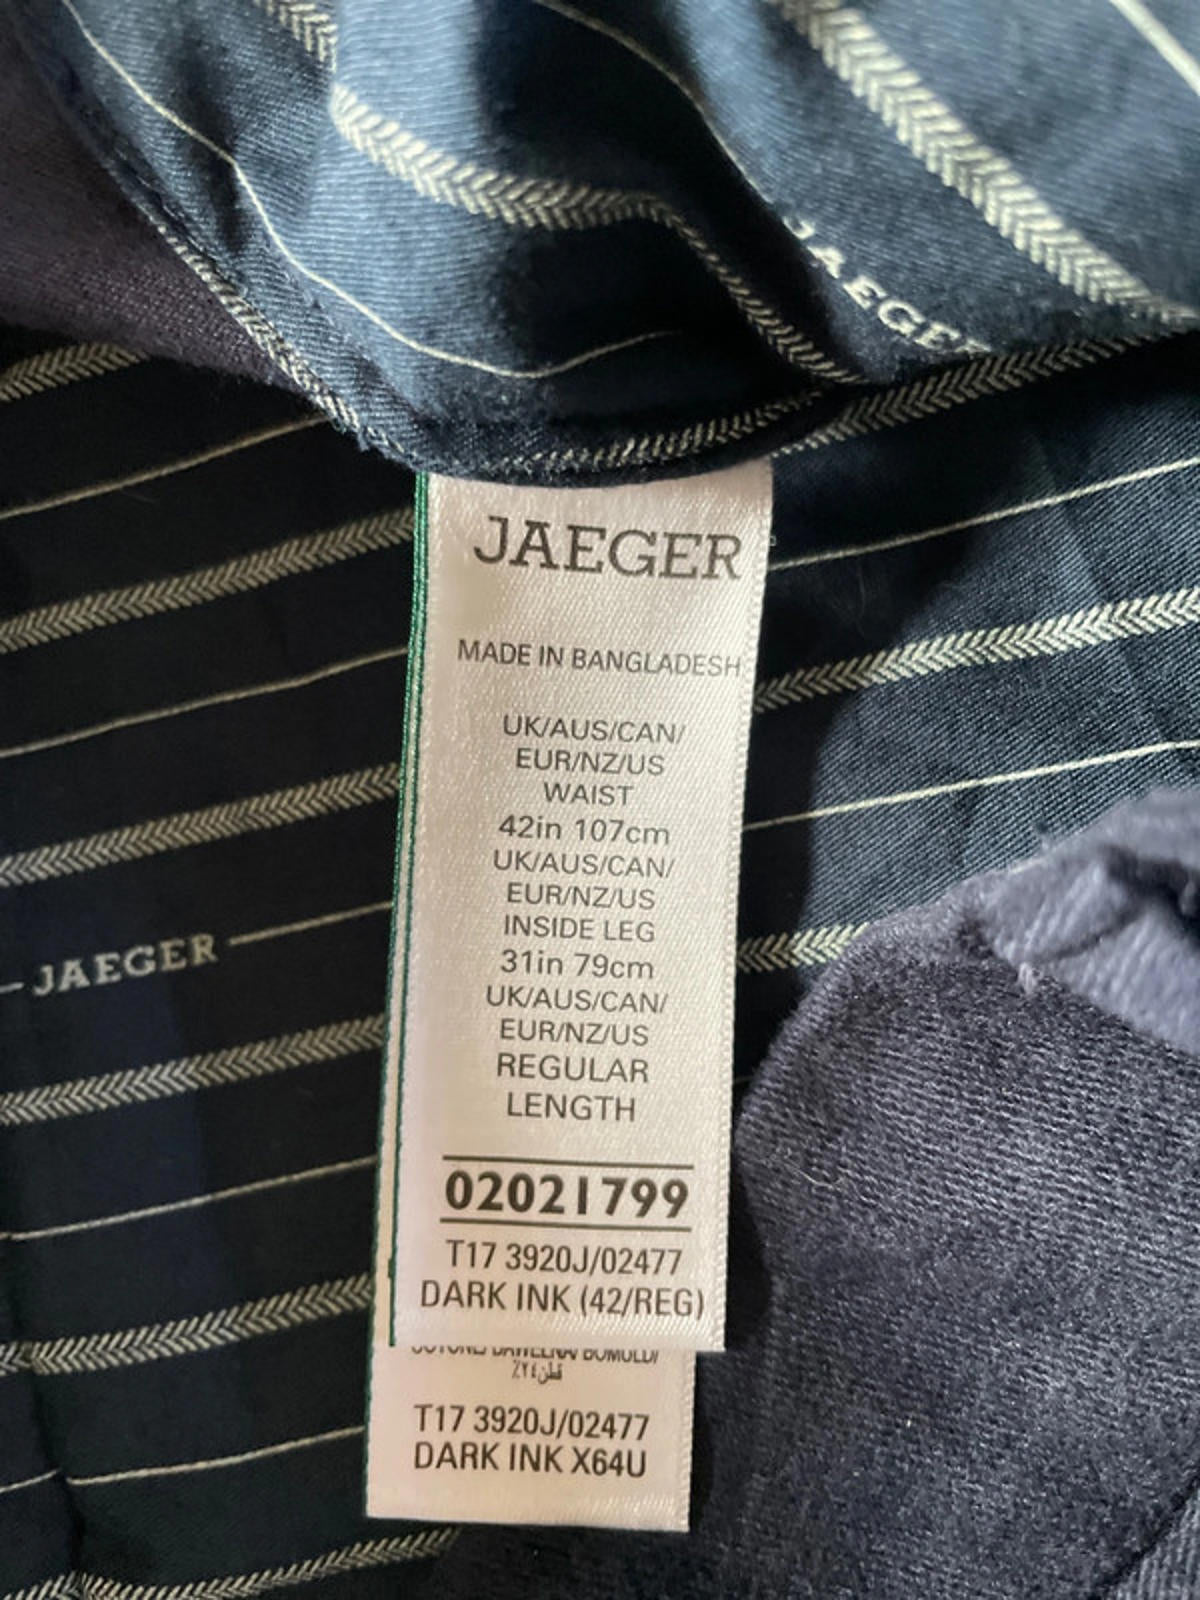 JAEGER
JAEGER
MADE IN BANGLADESH
UK/AUS/CAN/
EUR/NZ/US
WAIST
42in 107cm
UK/AUS/CAN/
EUR/NZ/US
INSIDE LEG
31in 79cm
UK/AUS/CAN/
EUR/NZ/US
REGULAR
LENGTH
JAEGER
02021799
T17 3920J/02477
DARK INK (42/REG)
BOMULD/
قطن٢٤٪
T17 3920J/02477
DARK INK X64U